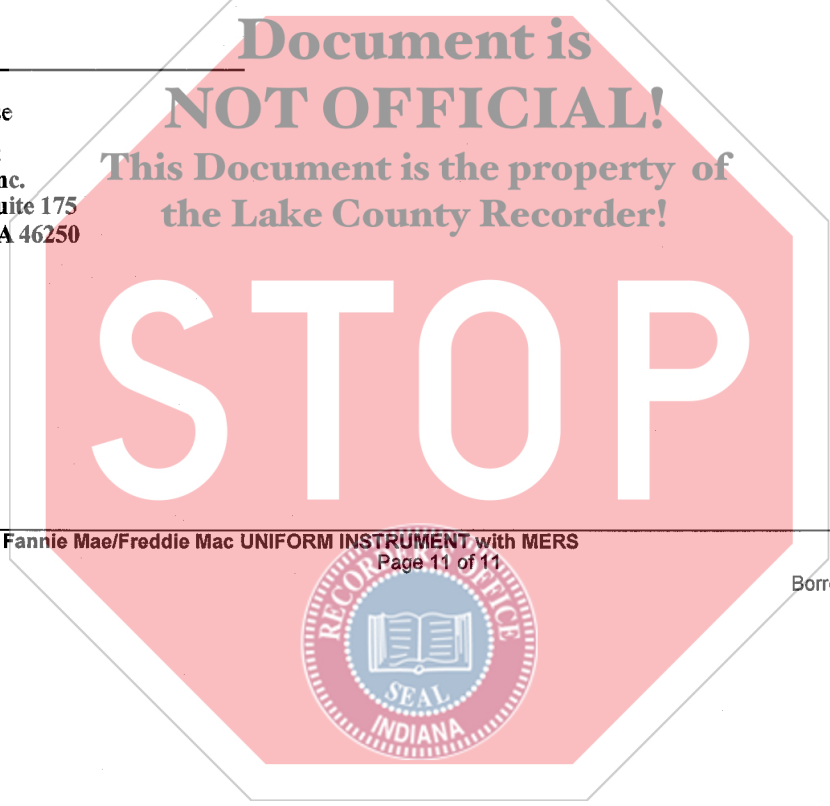 Document is
NOT OFFICIAL!
This Document is the property of
the Lake County Recorder!
e
nc.
uite 175
A 46250
STOP
Fannie Mae/Freddie Mac UNIFORM INSTRUMENT with MERS
Page 11 of 11
Borr
RECORDER'S OFFICE
SEAL
INDIANA